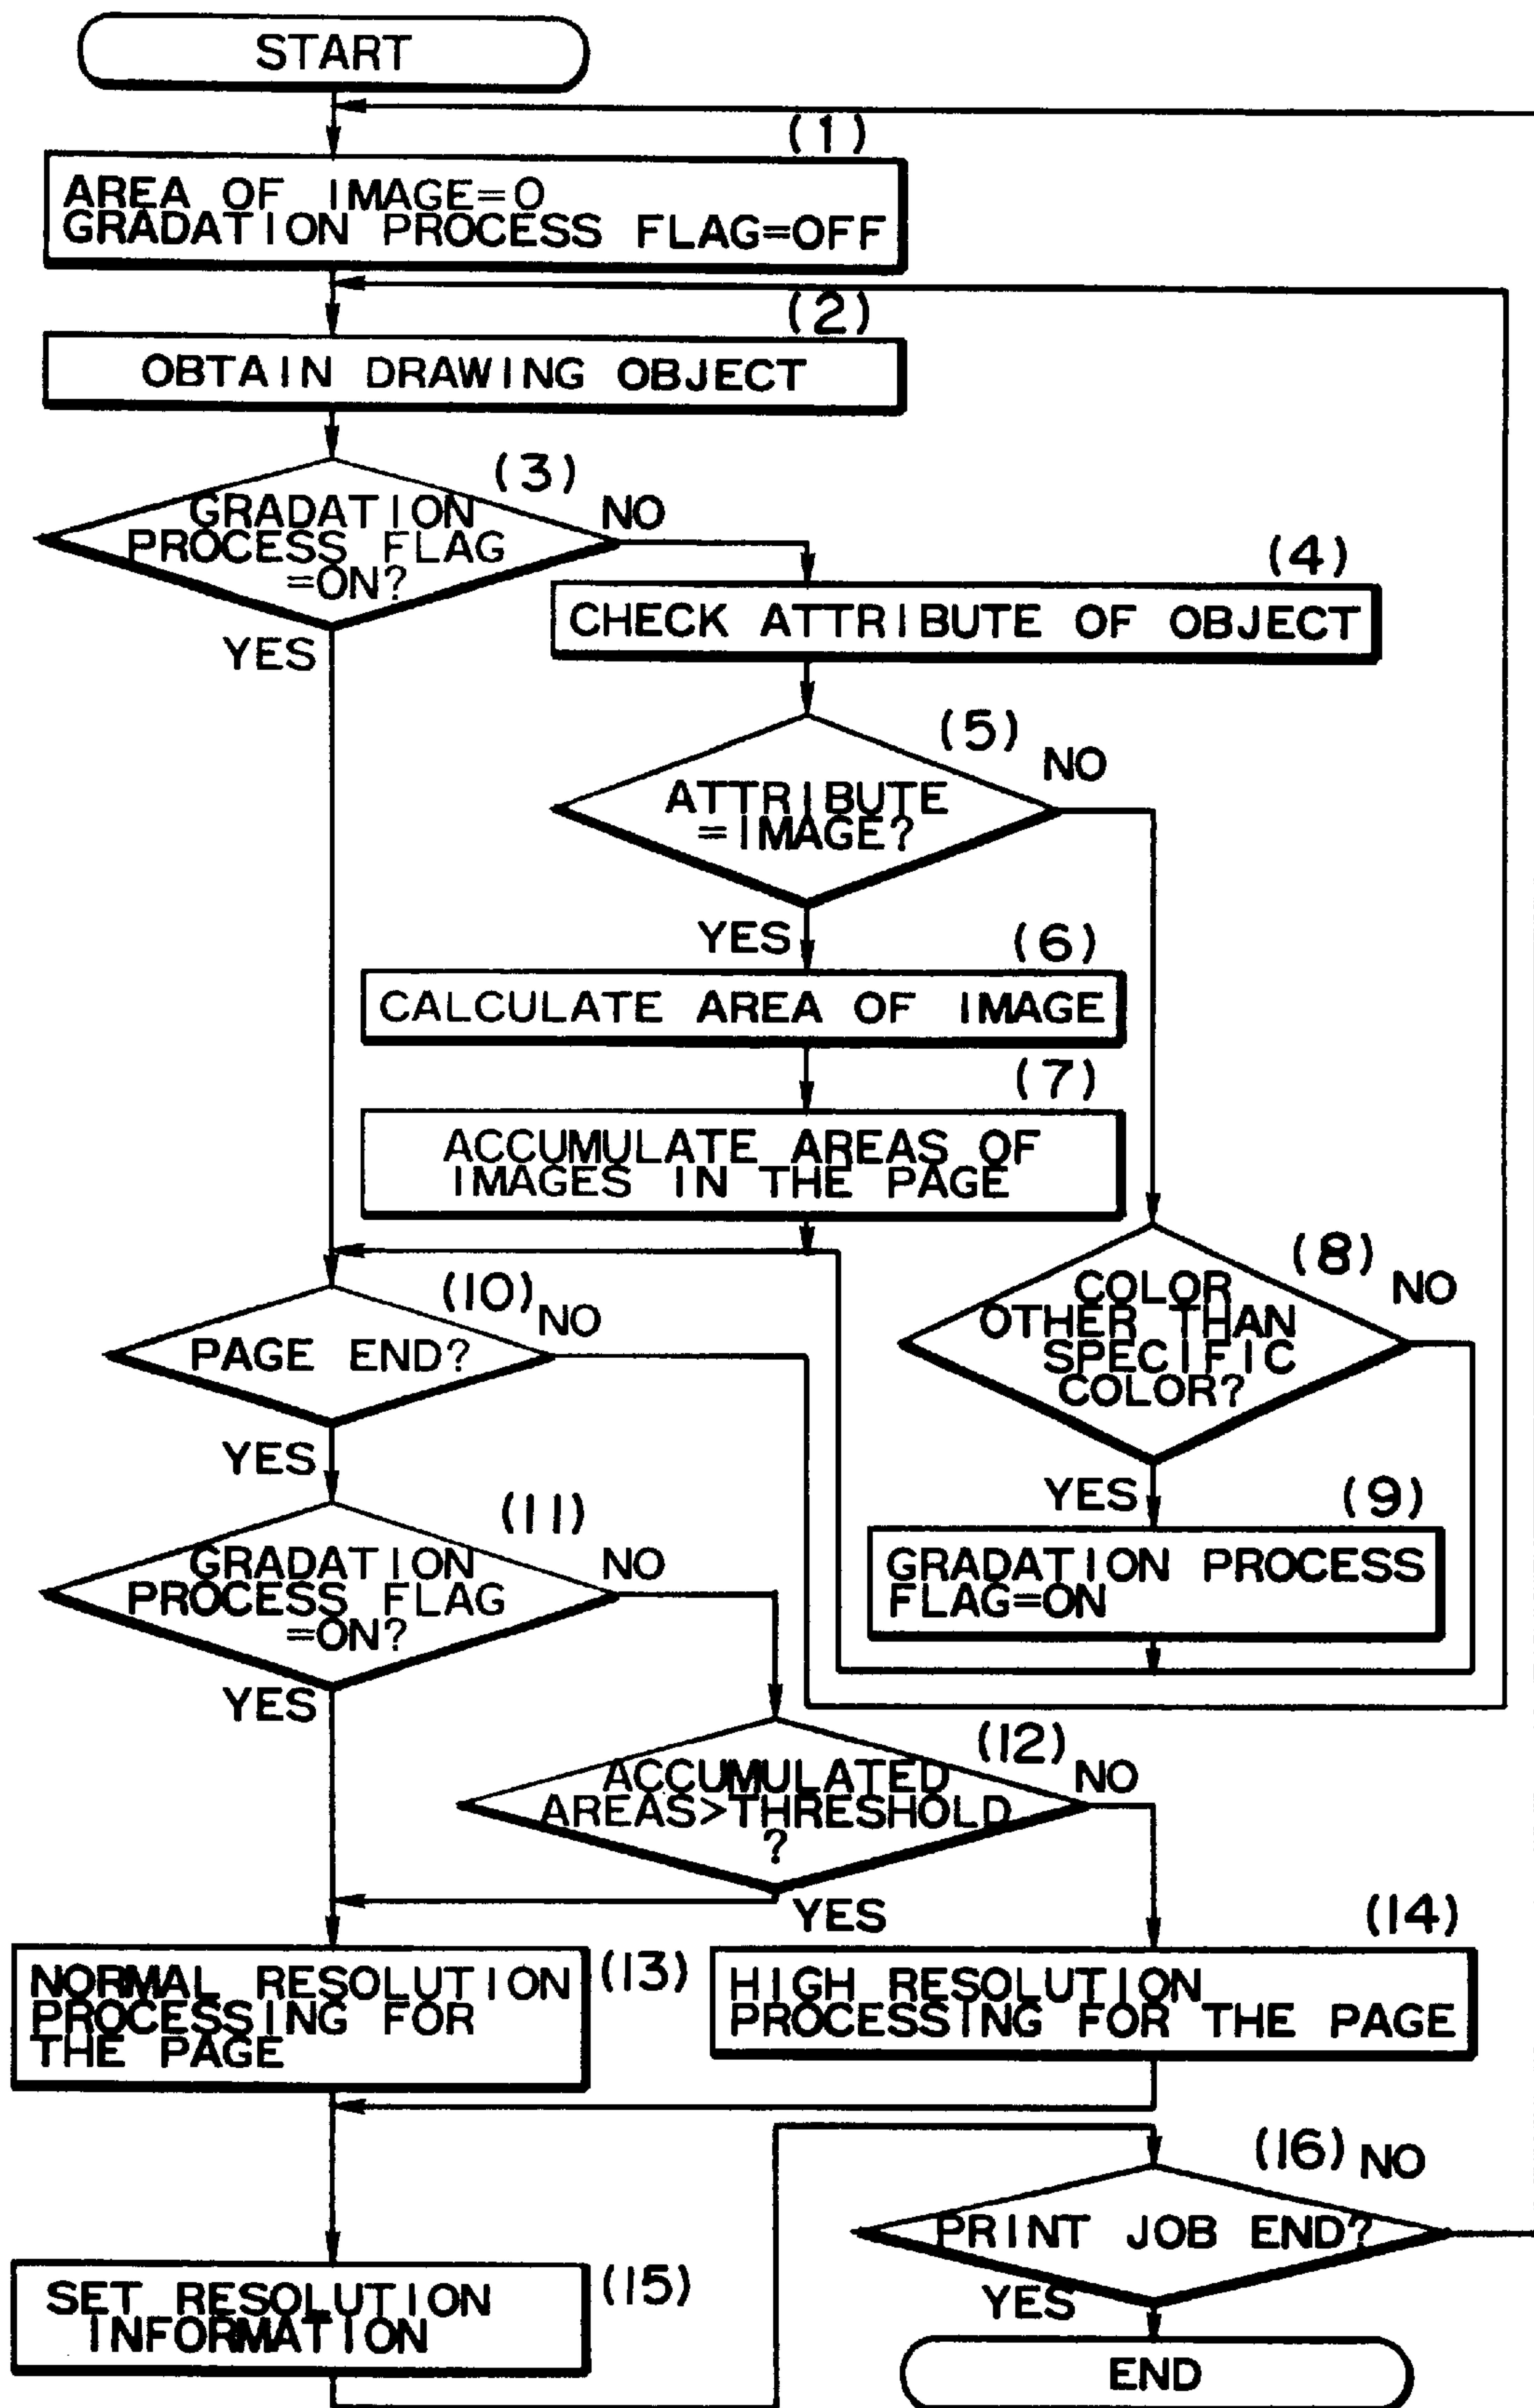 START
(1)
AREA OF IMAGE=0
GRADATION PROCESS FLAG=OFF
(2)
OBTAIN DRAWING OBJECT
(3)
GRADATION
PROCESS FLAG
=ON?
NO
YES
(4)
CHECK ATTRIBUTE OF OBJECT
(5)
ATTRIBUTE
=IMAGE?
NO
YES
(6)
CALCULATE AREA OF IMAGE
(7)
ACCUMULATE AREAS OF
IMAGES IN THE PAGE
(8)
COLOR
OTHER THAN
SPECIFIC
COLOR?
NO
YES
(9)
GRADATION PROCESS
FLAG=ON
(10)
PAGE END?
NO
YES
(11)
GRADATION
PROCESS FLAG
=ON?
NO
YES
(12)
ACCUMULATED
AREAS>THRESHOLD
?
NO
YES
(13)
NORMAL RESOLUTION
PROCESSING FOR
THE PAGE
(14)
HIGH RESOLUTION
PROCESSING FOR THE PAGE
(15)
SET RESOLUTION
INFORMATION
(16)
PRINT JOB END?
NO
YES
END